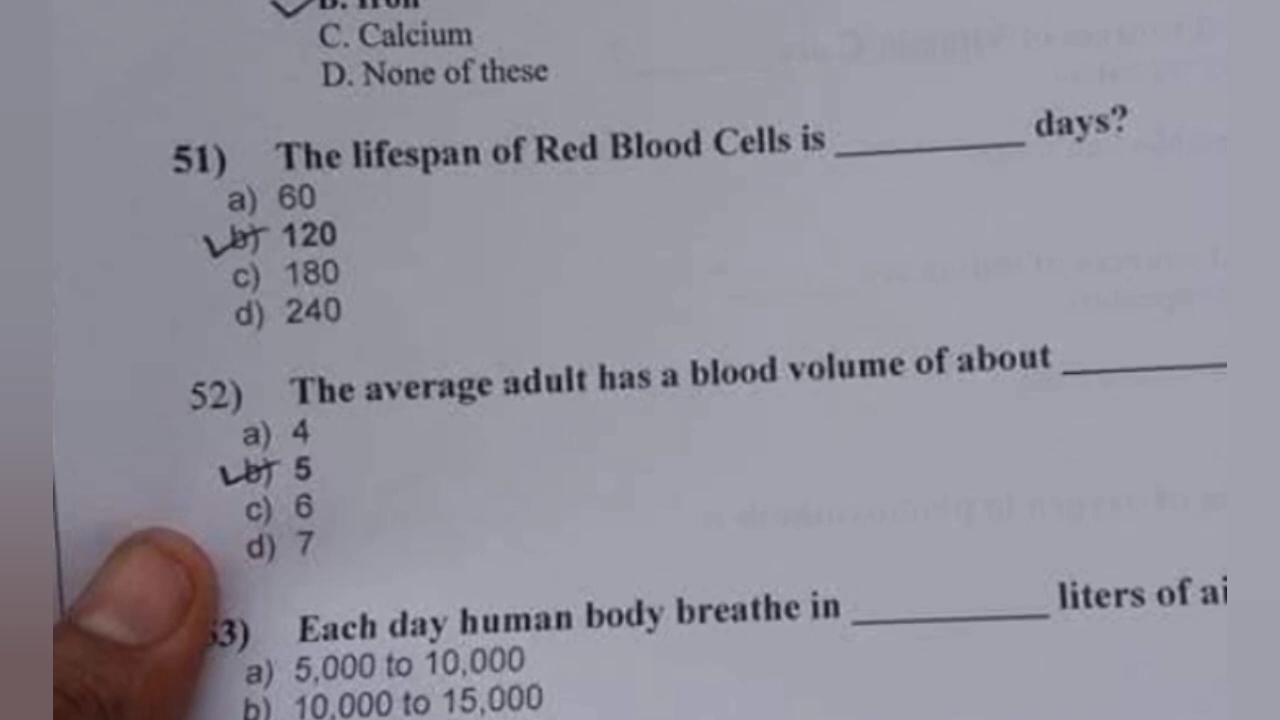 B. Iron
C. Calcium
D. None of these
51) The lifespan of Red Blood Cells is __________ days?
a) 60
b) 120
c) 180
d) 240
52) The average adult has a blood volume of about __________
a) 4
b) 5
c) 6
d) 7
53) Each day human body breathe in __________ liters of ai
a) 5,000 to 10,000
b) 10,000 to 15,000